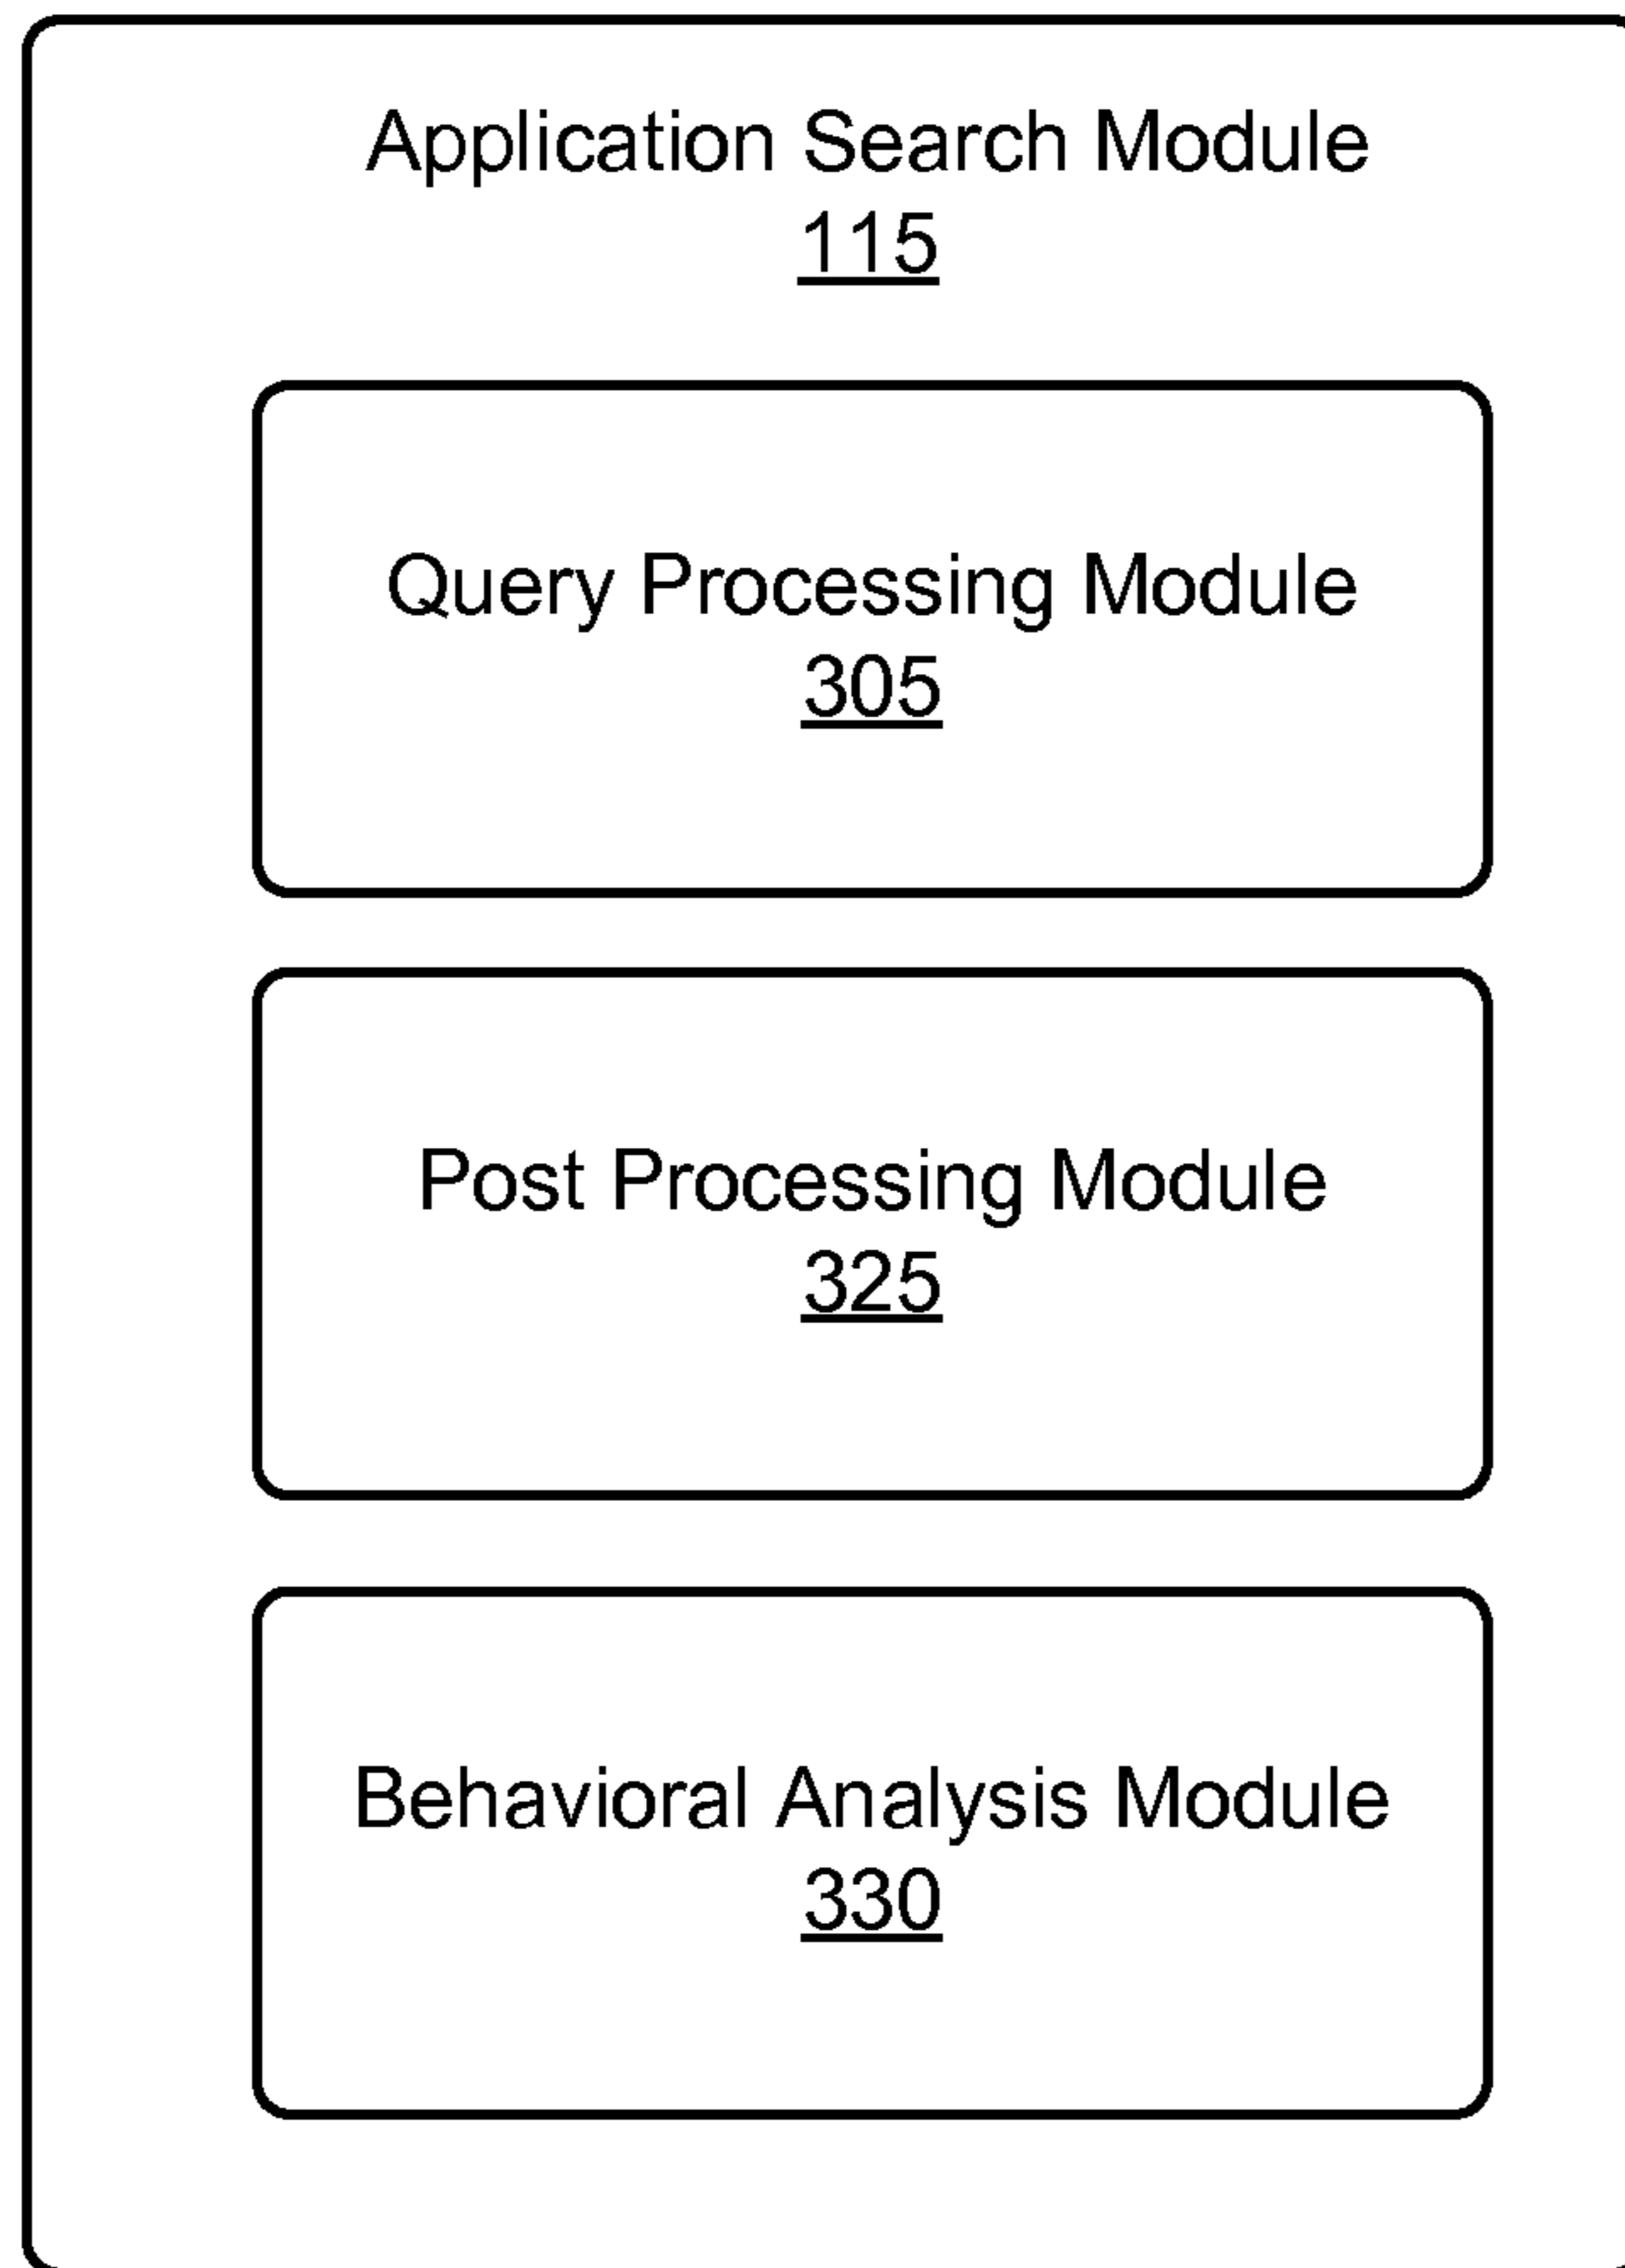 Application Search Module
115
Query Processing Module
305
Post Processing Module
325
Behavioral Analysis Module
330